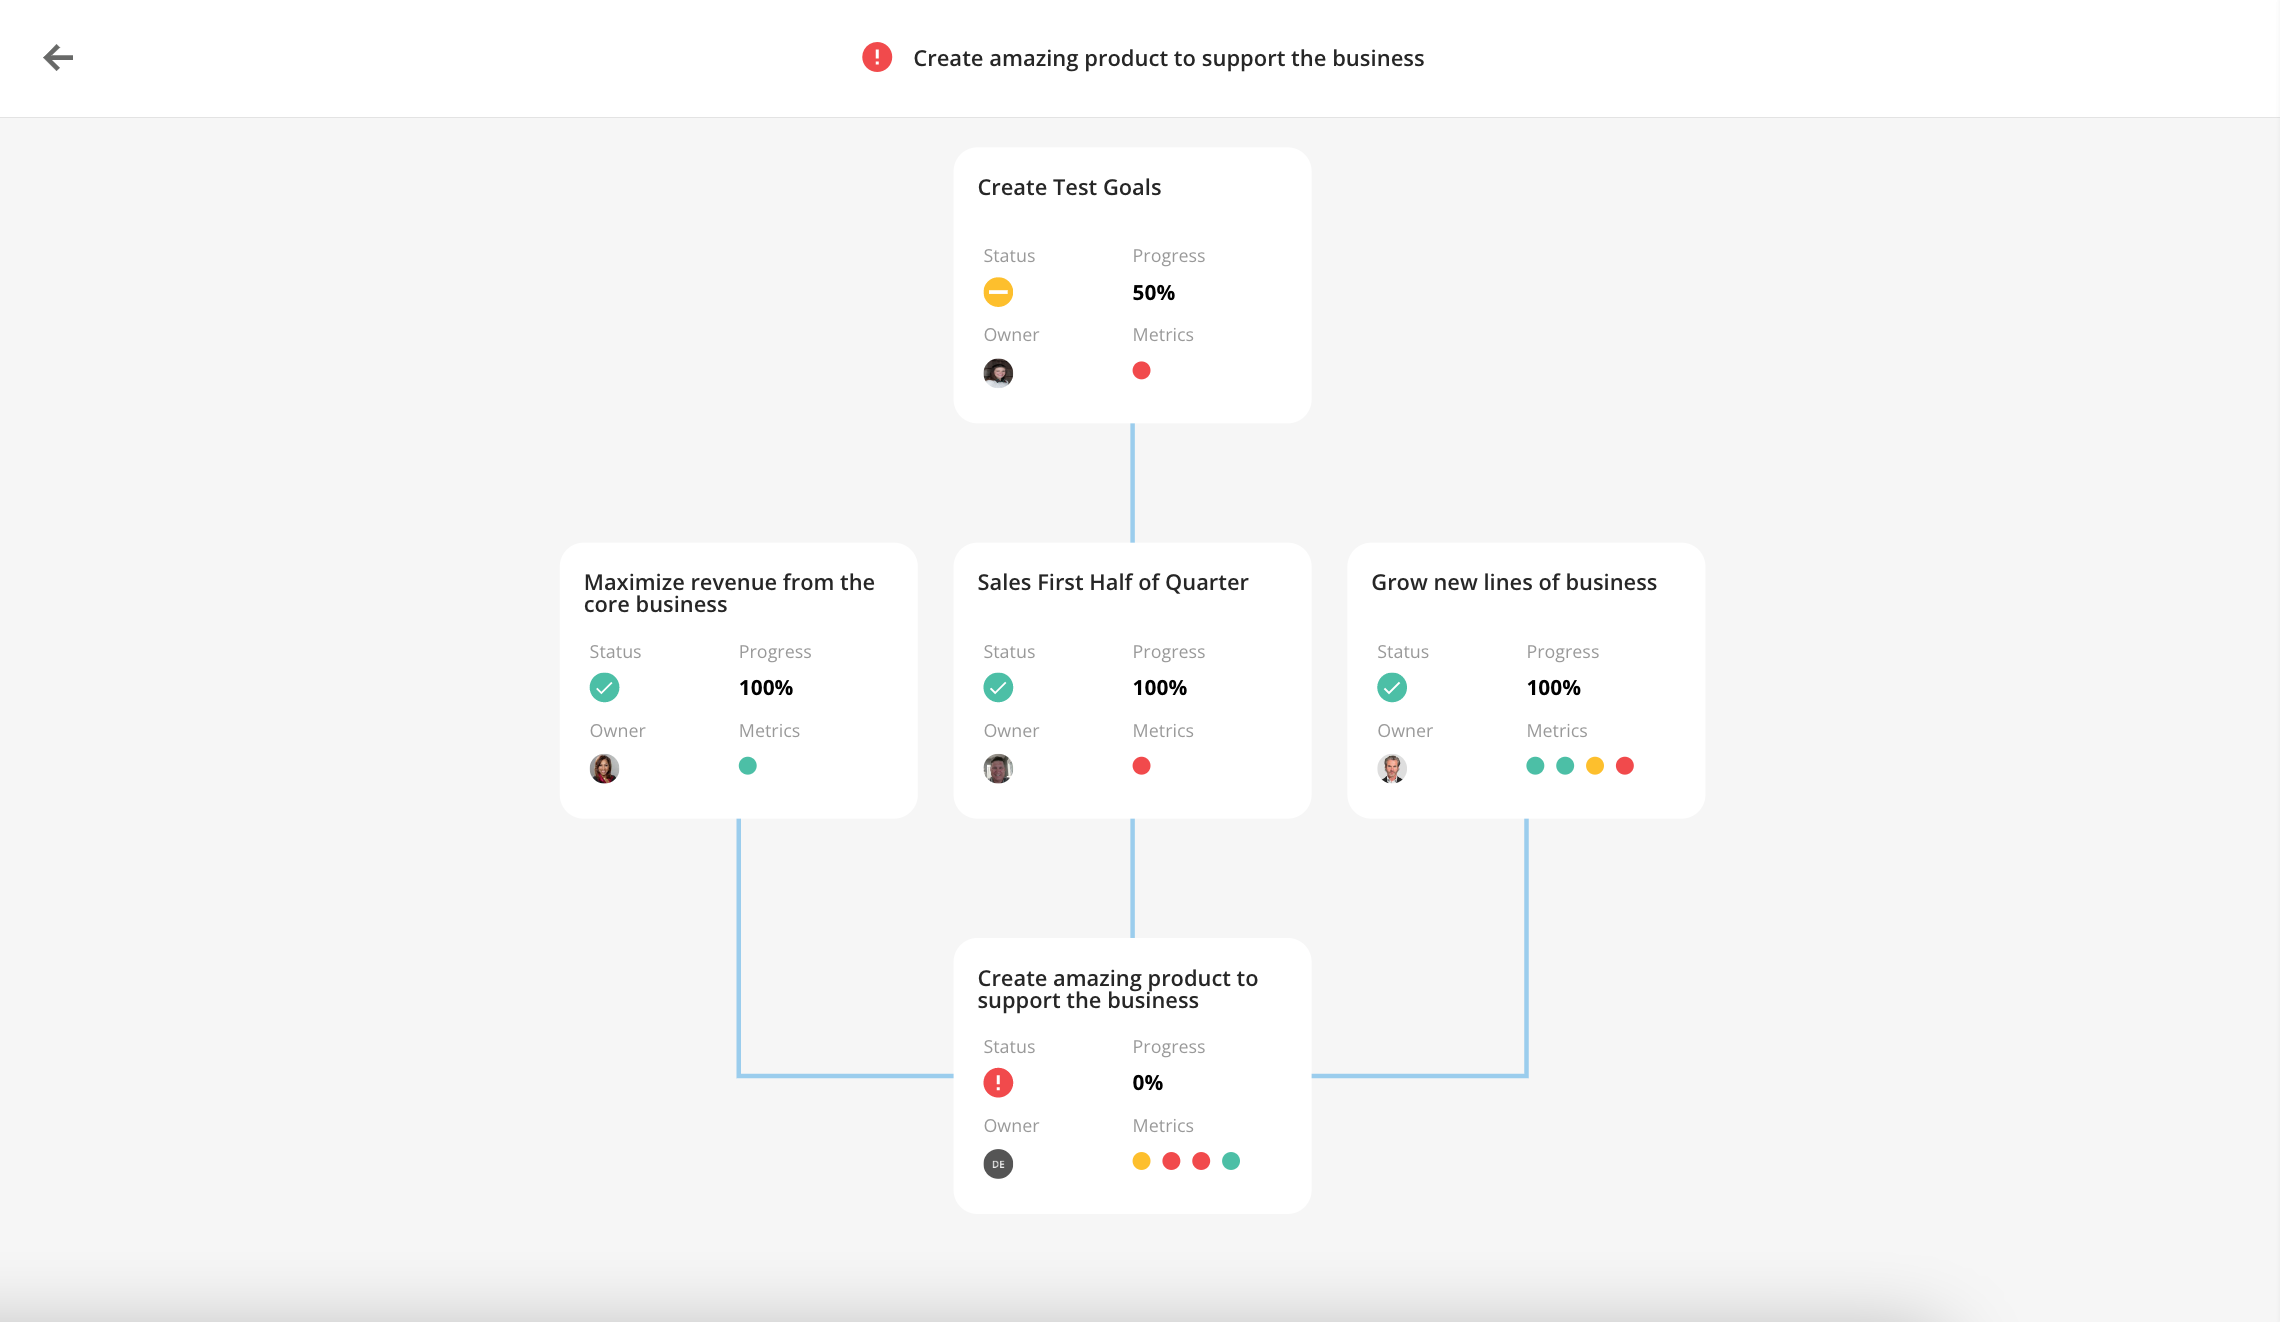 Create amazing product to support the business
Create Test Goals
Status Progress
50%
Owner Metrics
Maximize revenue from the
core business
Status Progress
100%
Owner Metrics
Sales First Half of Quarter
Status Progress
100%
Owner Metrics
Grow new lines of business
Status Progress
100%
Owner Metrics
Create amazing product to
support the business
Status Progress
0%
Owner Metrics
DE